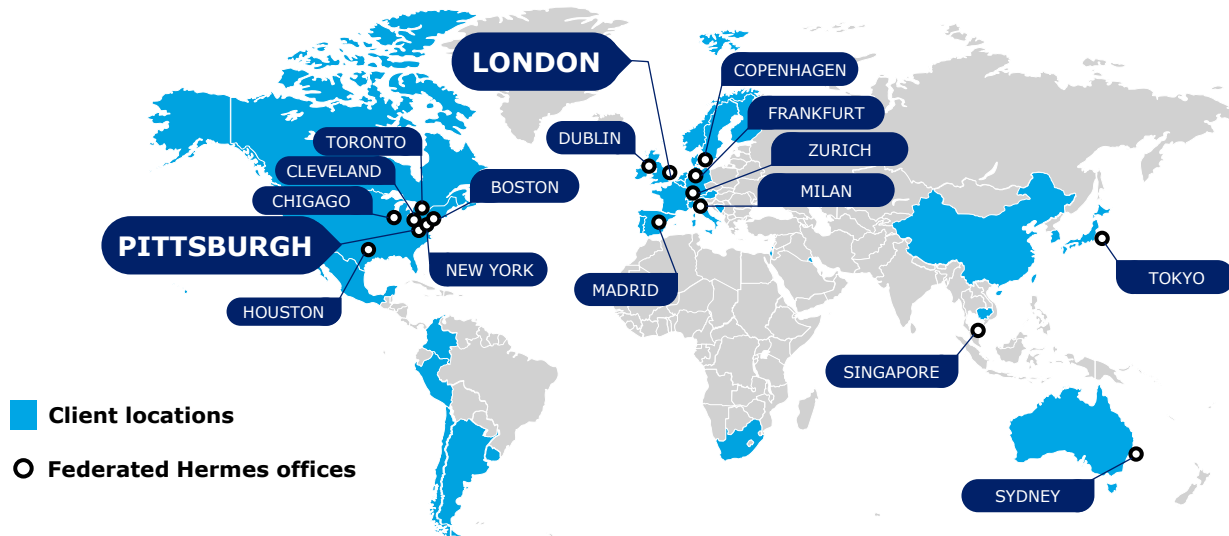 LONDON
COPENHAGEN
FRANKFURT
DUBLIN
TORONTO
ZURICH
CLEVELAND
BOSTON
MILAN
CHIGAGO
PITTSBURGH
NEW YORK
MADRID
TOKYO
HOUSTON
SINGAPORE
Client locations
Federated Hermes offices
SYDNEY